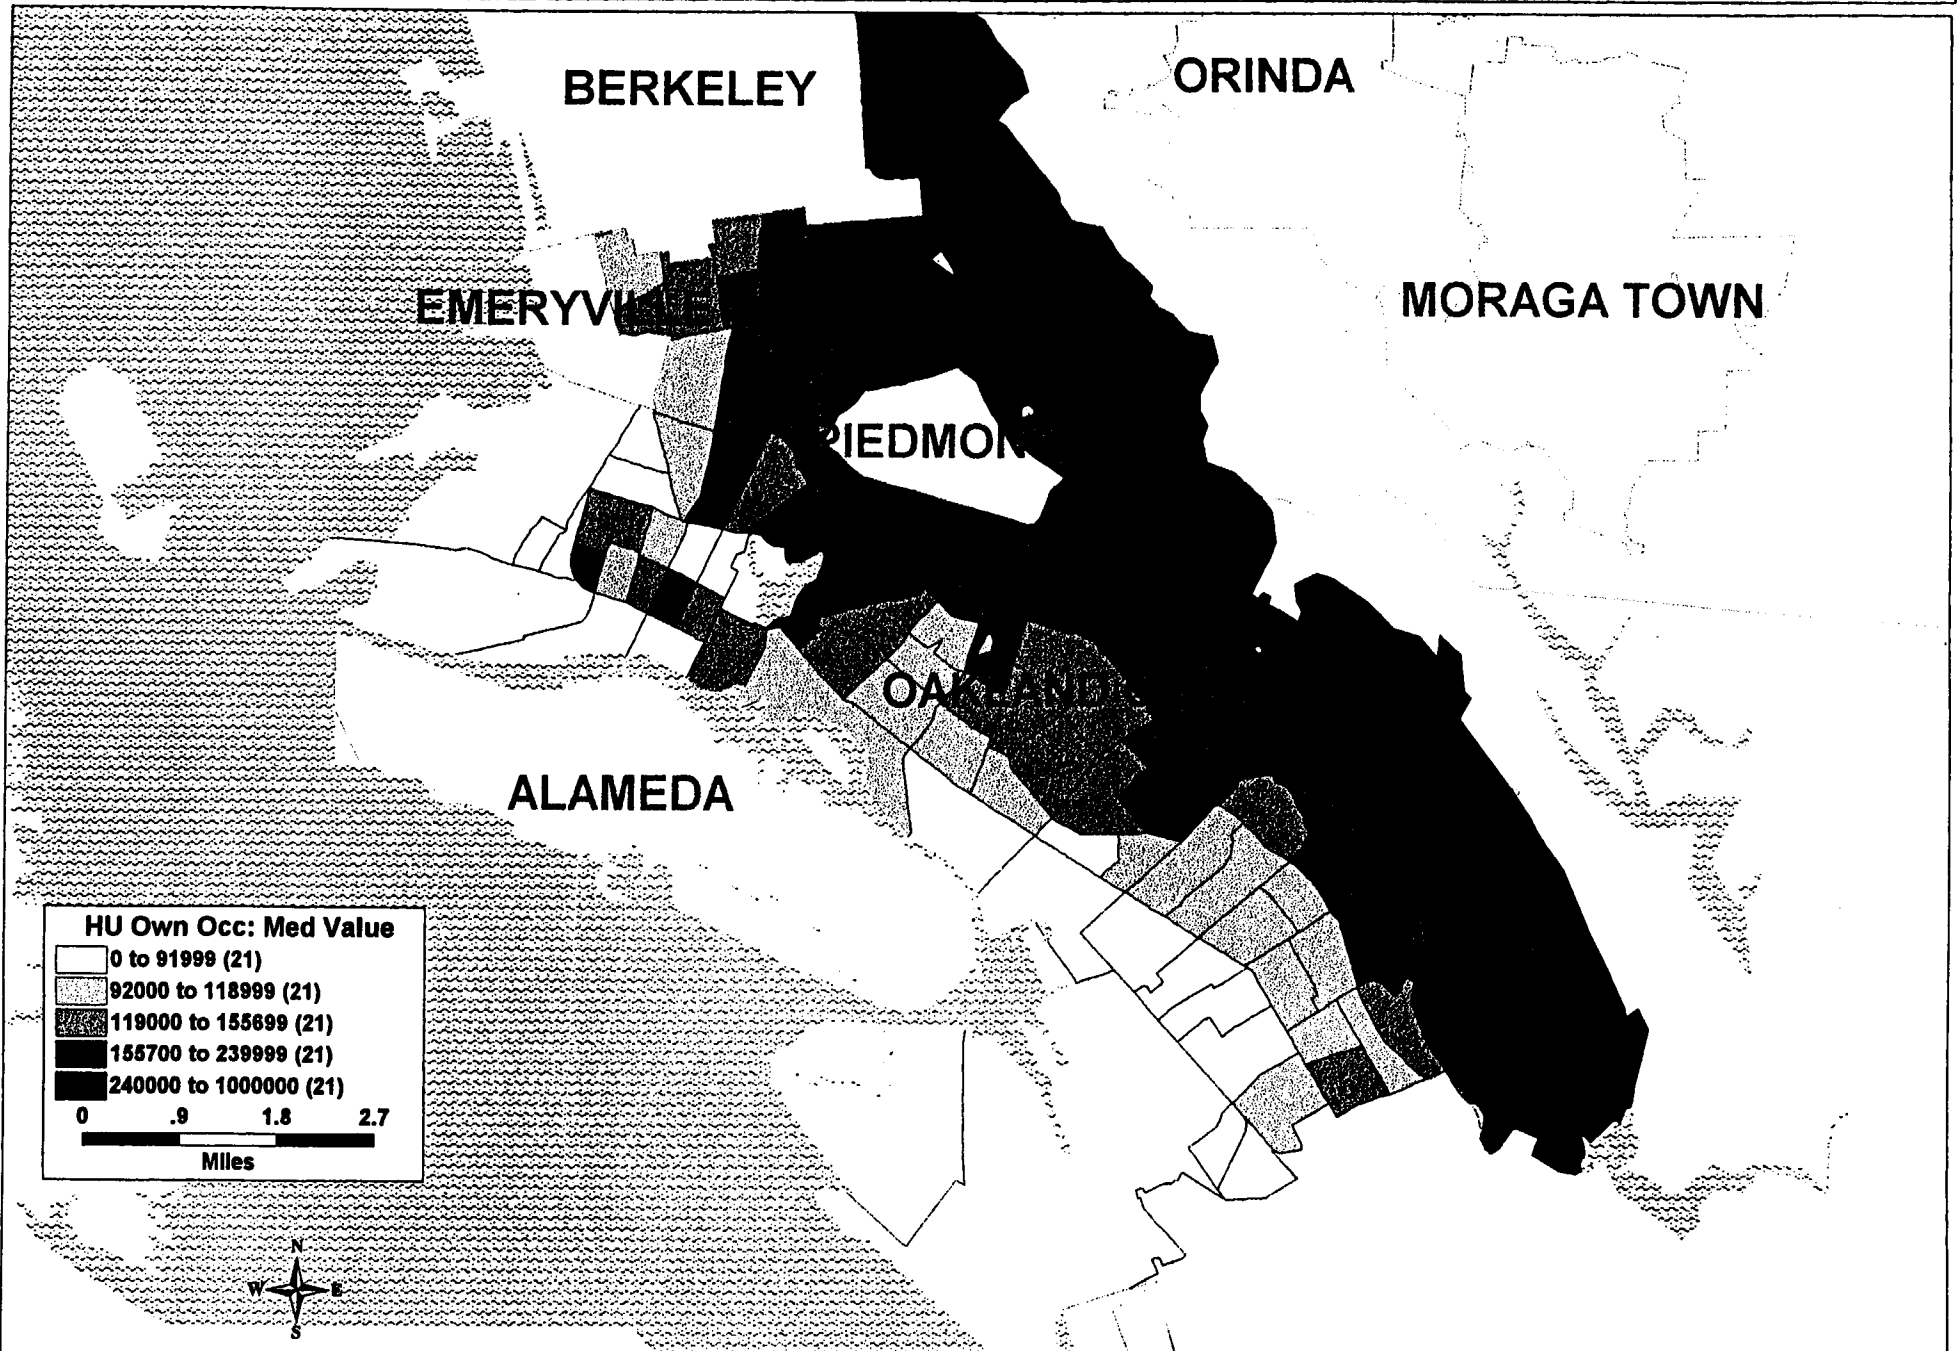 BERKELEY
ORINDA
EMERYVILLE
MORAGA TOWN
PIEDMON
OAKLAND
ALAMEDA
HU Own Occ: Med Value
0 to 91999 (21)
92000 to 118999 (21)
119000 to 155699 (21)
155700 to 239999 (21)
240000 to 1000000 (21)
0 .9 1.8 2.7
Miles
N
W E
S